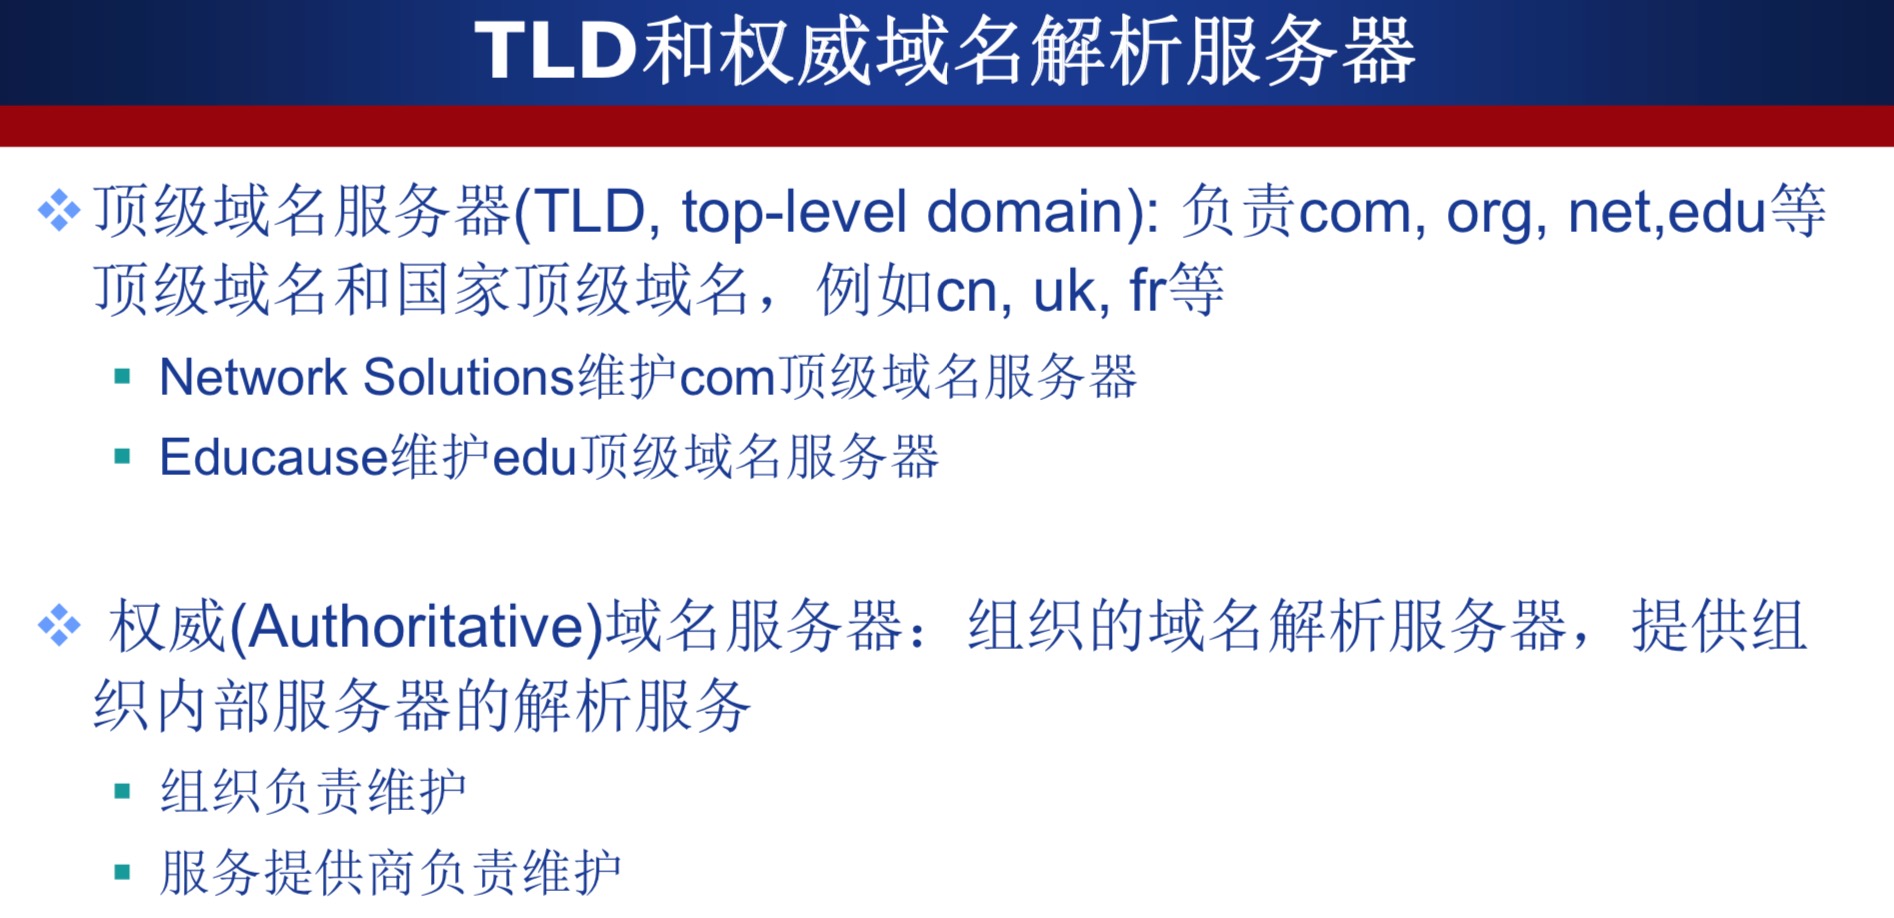 TLD和权威域名解析服务器
顶级域名服务器(TLD, top-level domain): 负责com, org, net,edu等
顶级域名和国家顶级域名，例如cn, uk, fr等
Network Solutions维护com顶级域名服务器
Educause维护edu顶级域名服务器
权威(Authoritative)域名服务器：组织的域名解析服务器，提供组
织内部服务器的解析服务
组织负责维护
服务提供商负责维护